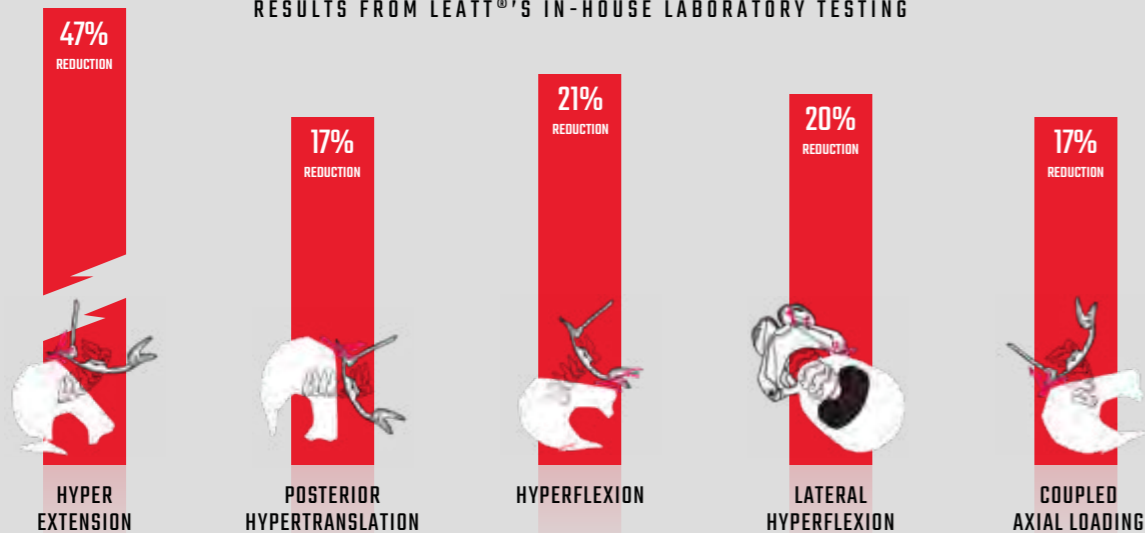 RESULTS FROM LEATT®'S IN-HOUSE LABORATORY TESTING
47%
REDUCTION
17%
REDUCTION
21%
REDUCTION
20%
REDUCTION
17%
REDUCTION
HYPER
EXTENSION
POSTERIOR
HYPERTRANSLATION
HYPERFLEXION
LATERAL
HYPERFLEXION
COUPLED
AXIAL LOADING